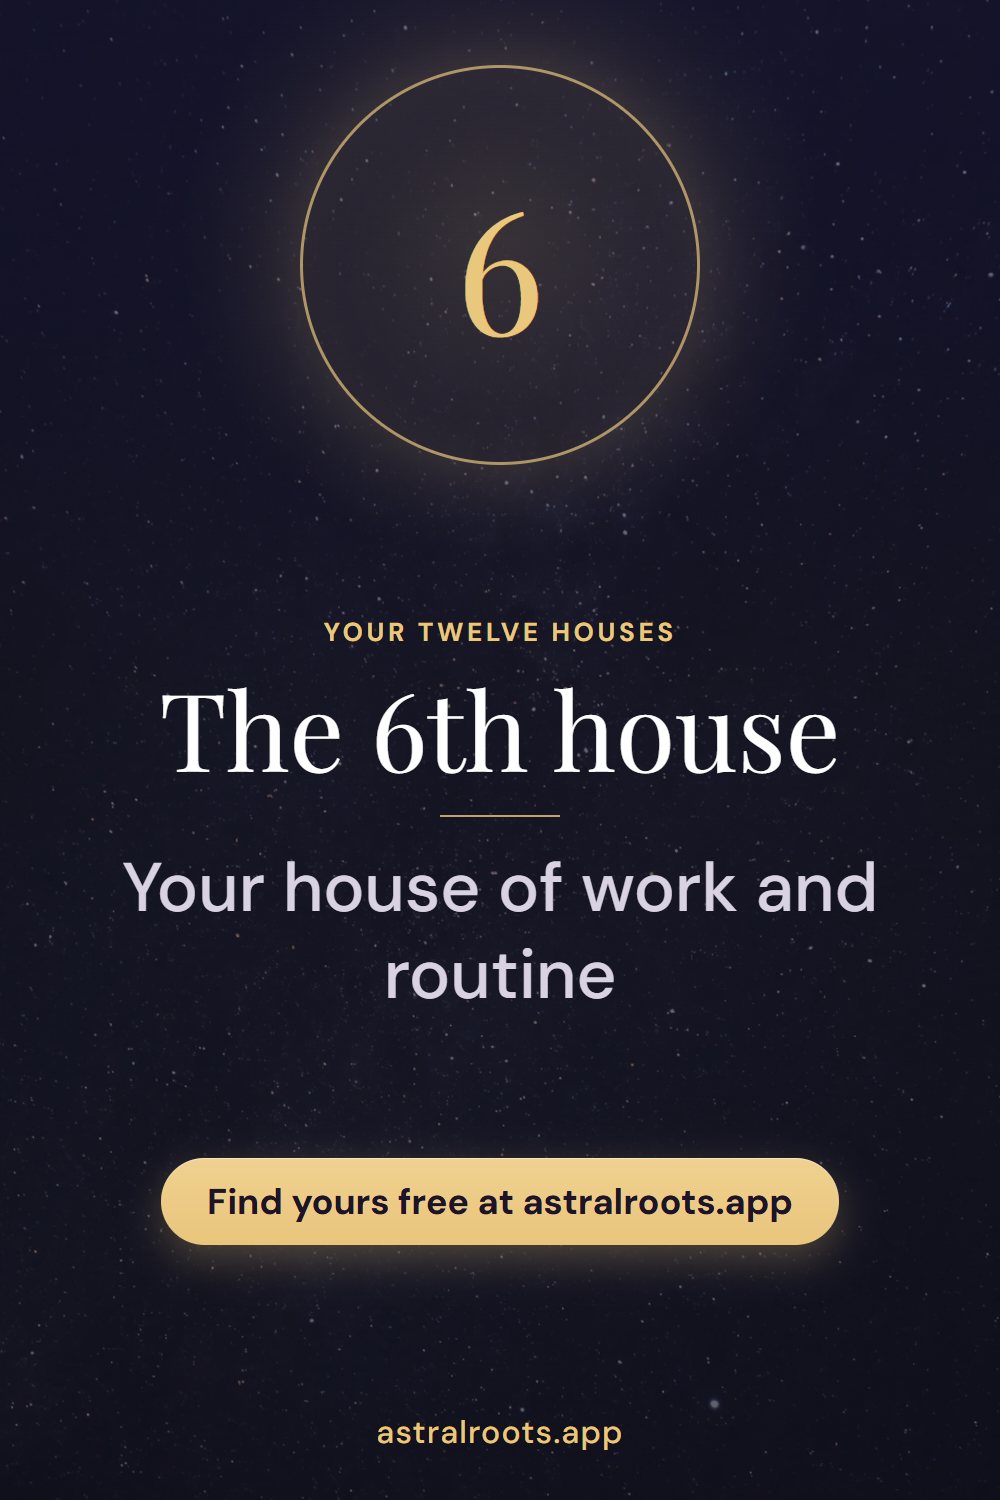 6
YOUR TWELVE HOUSES
The 6th house
Your house of work and
routine
Find yours free at astralroots.app
astralroots.app